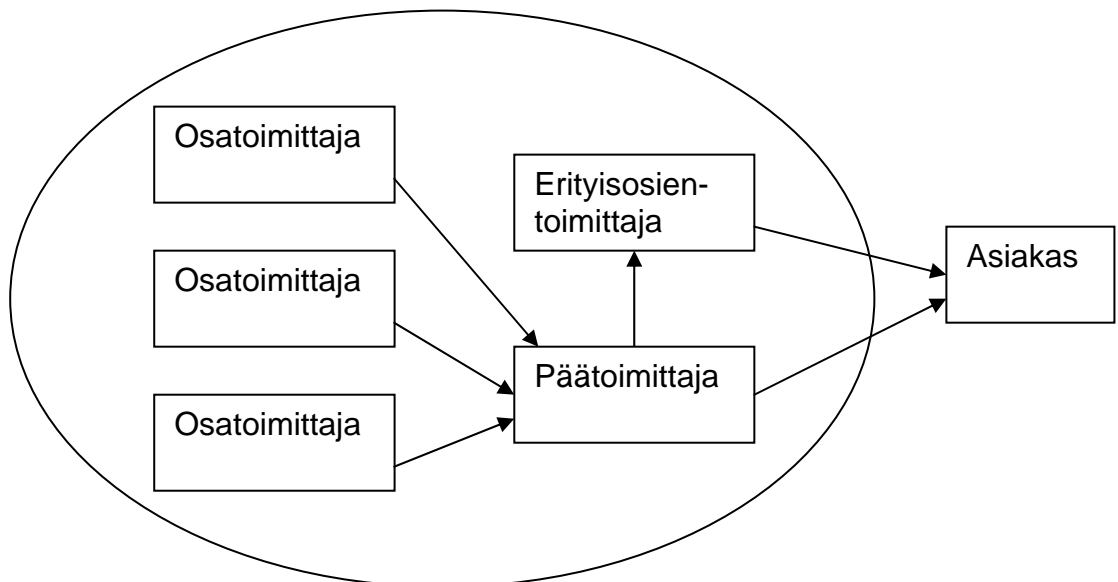 Osatoimittaja
Osatoimittaja
Osatoimittaja
Erityisosien-
toimittaja
Päätoimittaja
Asiakas